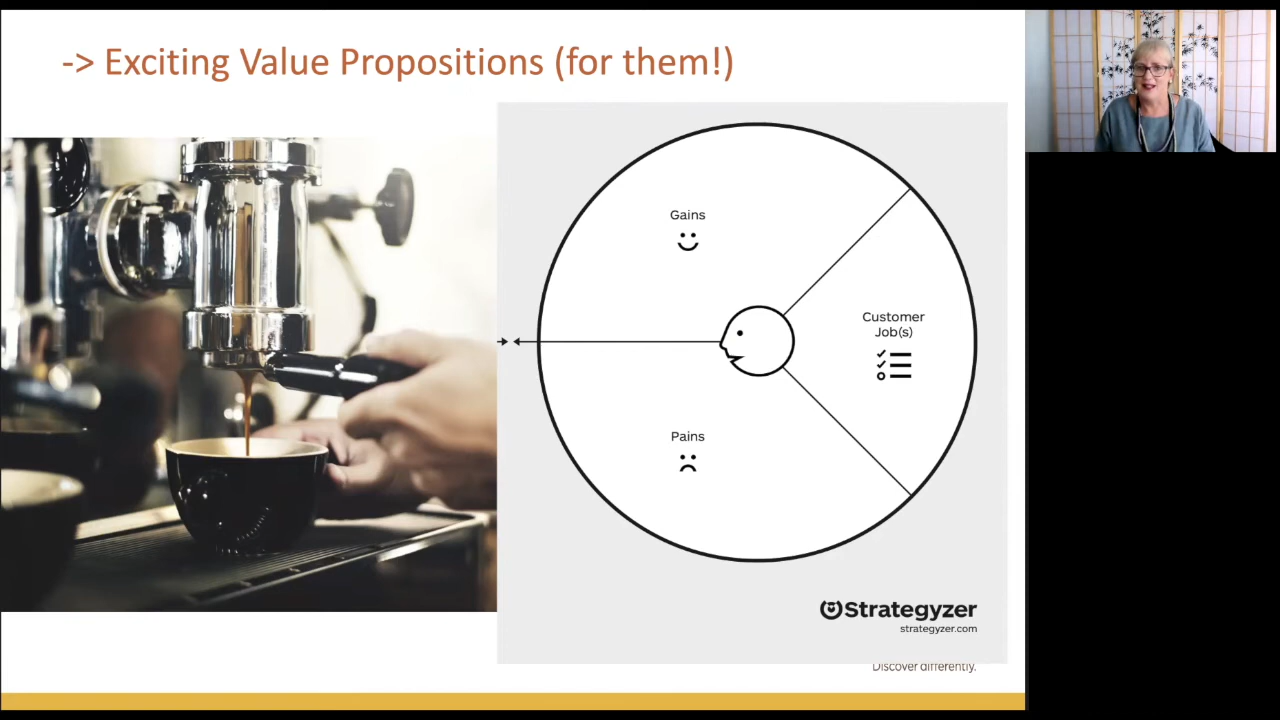 -> Exciting Value Propositions (for them!)
Gains
Customer
Job(s)
Pains
Strategyzer
strategyzer.com
Discover differently.